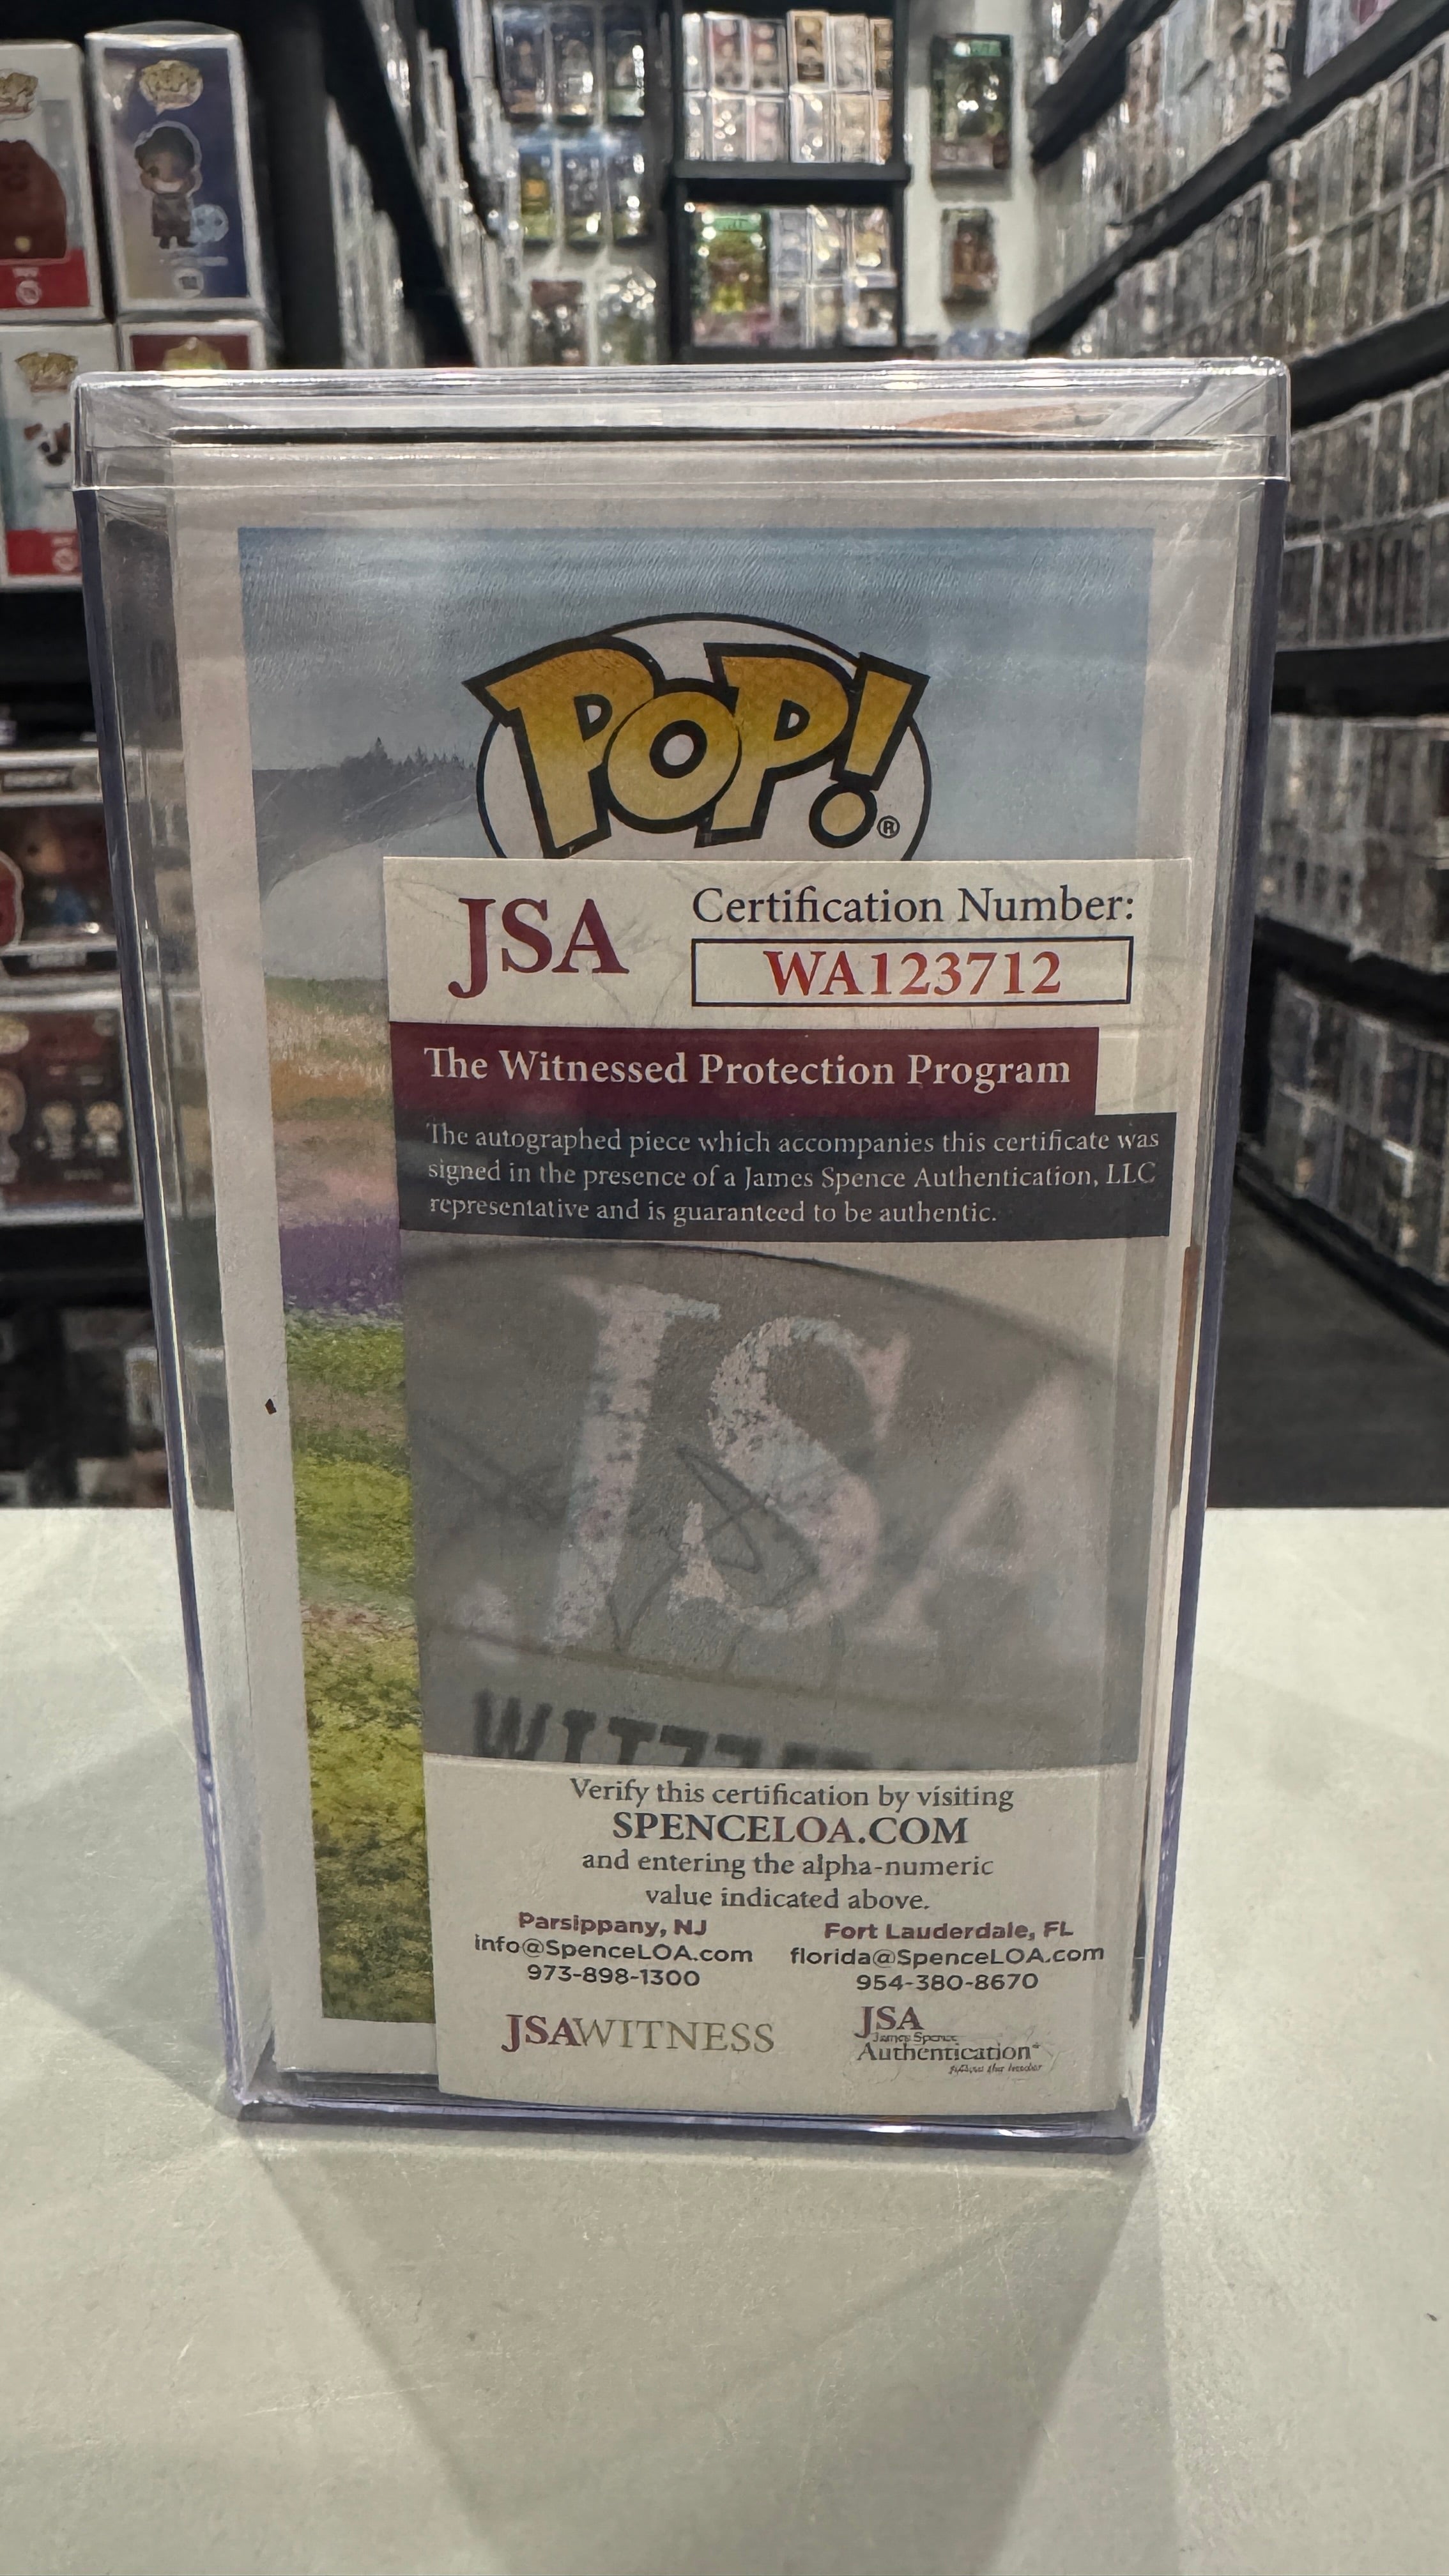 POP!®
JSA
Certification Number:
WA123712
The Witnessed Protection Program
The autographed piece which accompanies this certificate was
signed in the presence of a James Spence Authentication, LLC
representative and is guaranteed to be authentic.
JSA
Verify this certification by visiting
SPENCELOA.COM
and entering the alpha-numeric
value indicated above.
Parsippany, NJ
info@SpenceLOA.com
973-898-1300
Fort Lauderdale, FL
florida@SpenceLOA.com
954-380-8670
JSAWITNESS
JSA
James Spence
Authentication